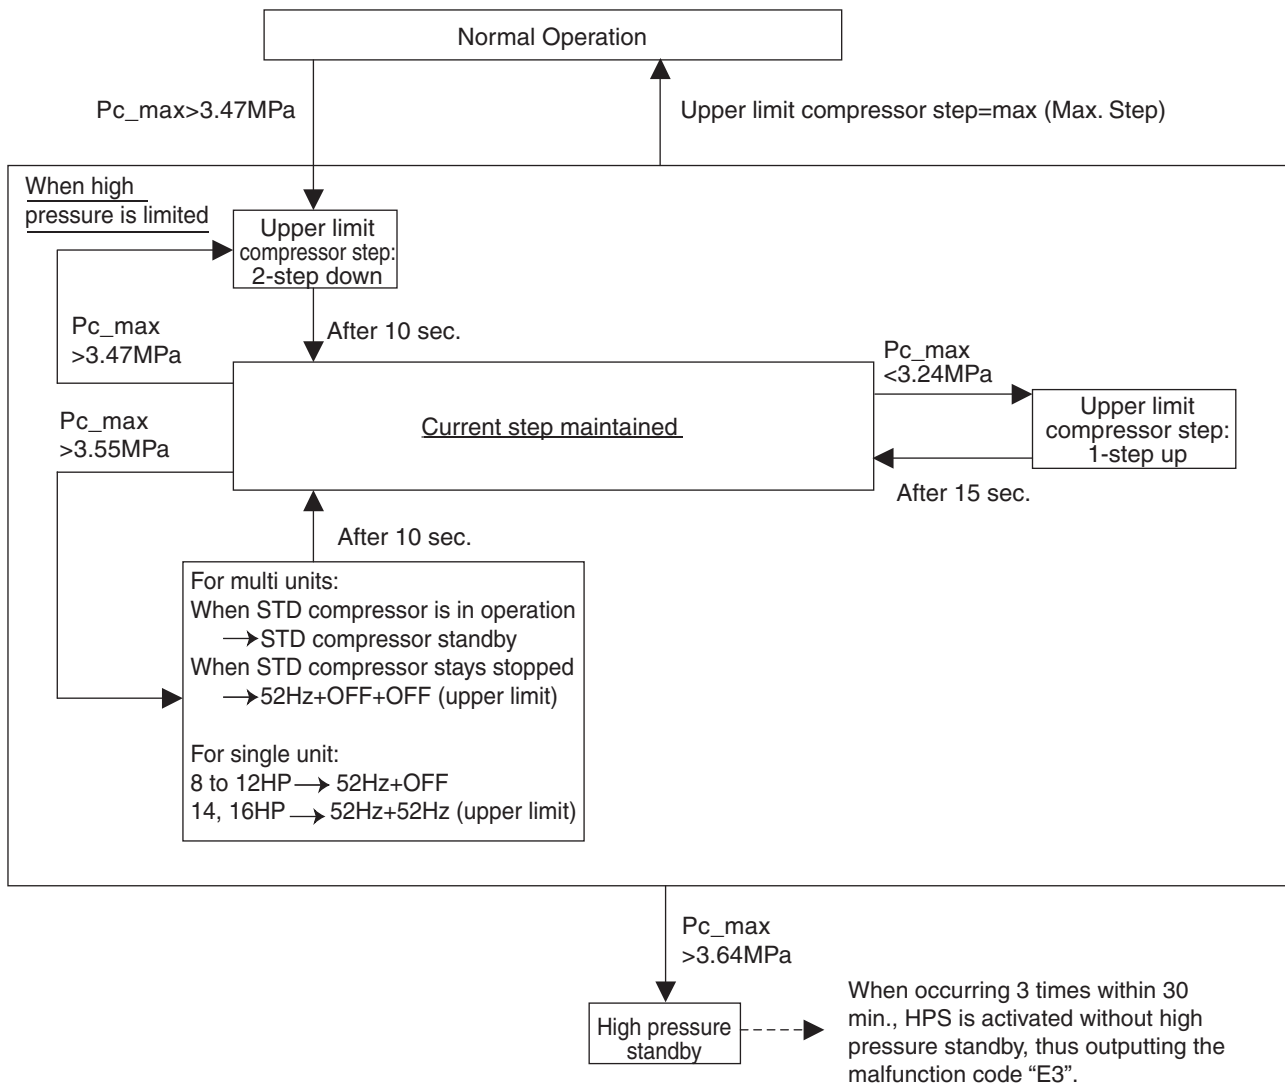 Normal Operation
Pc_max>3.47MPa
Upper limit compressor step=max (Max. Step)
When high
pressure is limited
Upper limit
compressor step:
2-step down
Pc_max
>3.47MPa
After 10 sec.
Pc_max
<3.24MPa
Upper limit
compressor step:
1-step up
Current step maintained
Pc_max
>3.55MPa
After 15 sec.
After 10 sec.
For multi units:
When STD compressor is in operation
→STD compressor standby
When STD compressor stays stopped
→52Hz+OFF+OFF (upper limit)
For single unit:
8 to 12HP→52Hz+OFF
14, 16HP→52Hz+52Hz (upper limit)
Pc_max
>3.64MPa
High pressure
standby
When occurring 3 times within 30
min., HPS is activated without high
pressure standby, thus outputting the
malfunction code “E3”.